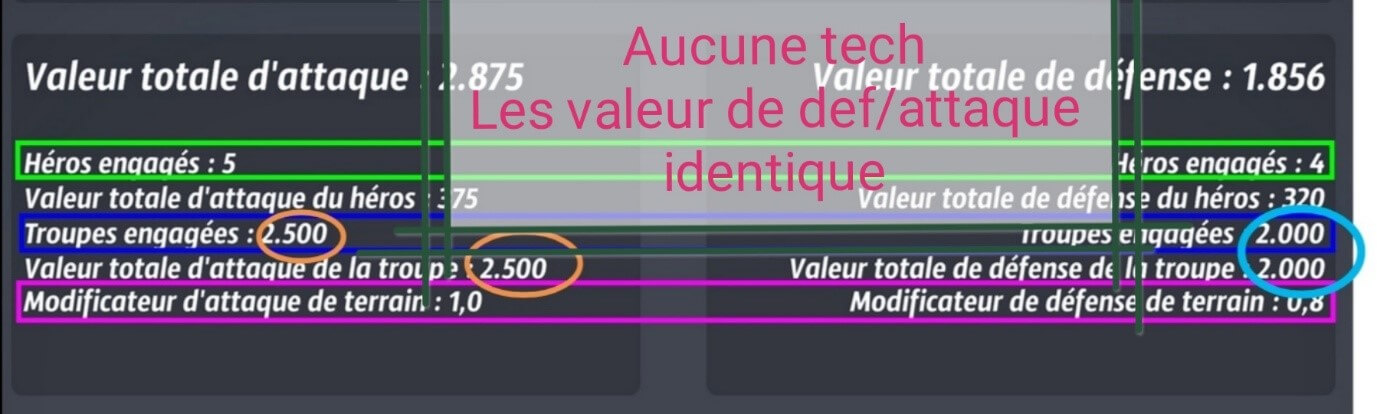 Aucune tech
Les valeur de def/attaque
identique
Valeur totale d'attaque : 2.875
Héros engagés : 5
Valeur totale d'attaque du héros : 375
Troupes engagées : 2.500
Valeur totale d'attaque de la troupe : 2.500
Modificateur d'attaque de terrain : 1,0
Valeur totale de défense : 1.856
Héros engagés : 4
Valeur totale de défense du héros : 320
Troupes engagées : 2.000
Valeur totale de défense de la troupe : 2.000
Modificateur de défense de terrain : 0,8